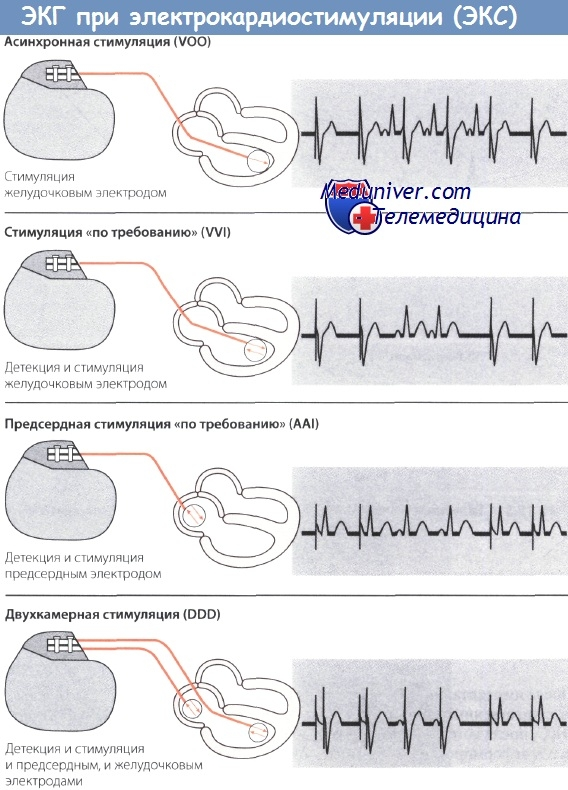 ЭКГ при электрокардиостимуляции (ЭКС)
Асинхронная стимуляция (VOO)
Стимуляция
желудочковым электродом
Meduniver.com
Телемедицина
Стимуляция «по требованию» (VVI)
Детекция и стимуляция
желудочковым электродом
Предсердная стимуляция «по требованию» (AAI)
Детекция и стимуляция
предсердным электродом
Двухкамерная стимуляция (DDD)
Детекция и стимуляция
и предсердным, и желудочковым
электродами